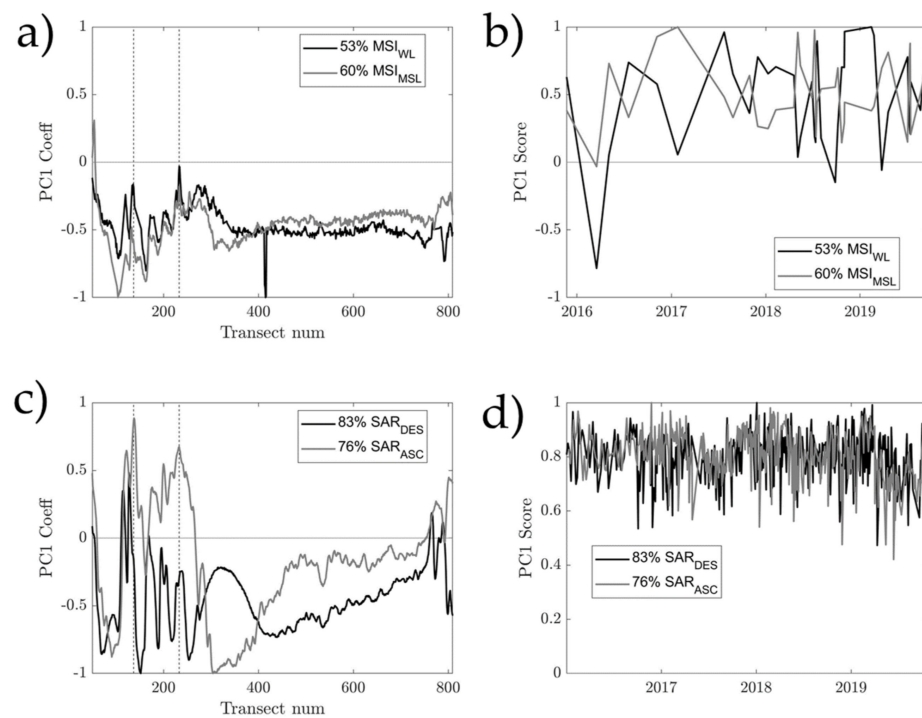 a)
1
0.5
0
-0.5
-1
PC1 Coeff
53% MSI_WL
60% MSI_MSL
200 400 600 800
Transect num
b)
1
0.5
0
-0.5
-1
PC1 Score
53% MSI_WL
60% MSI_MSL
2016 2017 2018 2019
c)
1
0.5
0
-0.5
-1
PC1 Coeff
83% SAR_DES
76% SAR_ASC
200 400 600 800
Transect num
d)
1
0.8
0.6
0.4
0.2
0
PC1 Score
83% SAR_DES
76% SAR_ASC
2017 2018 2019